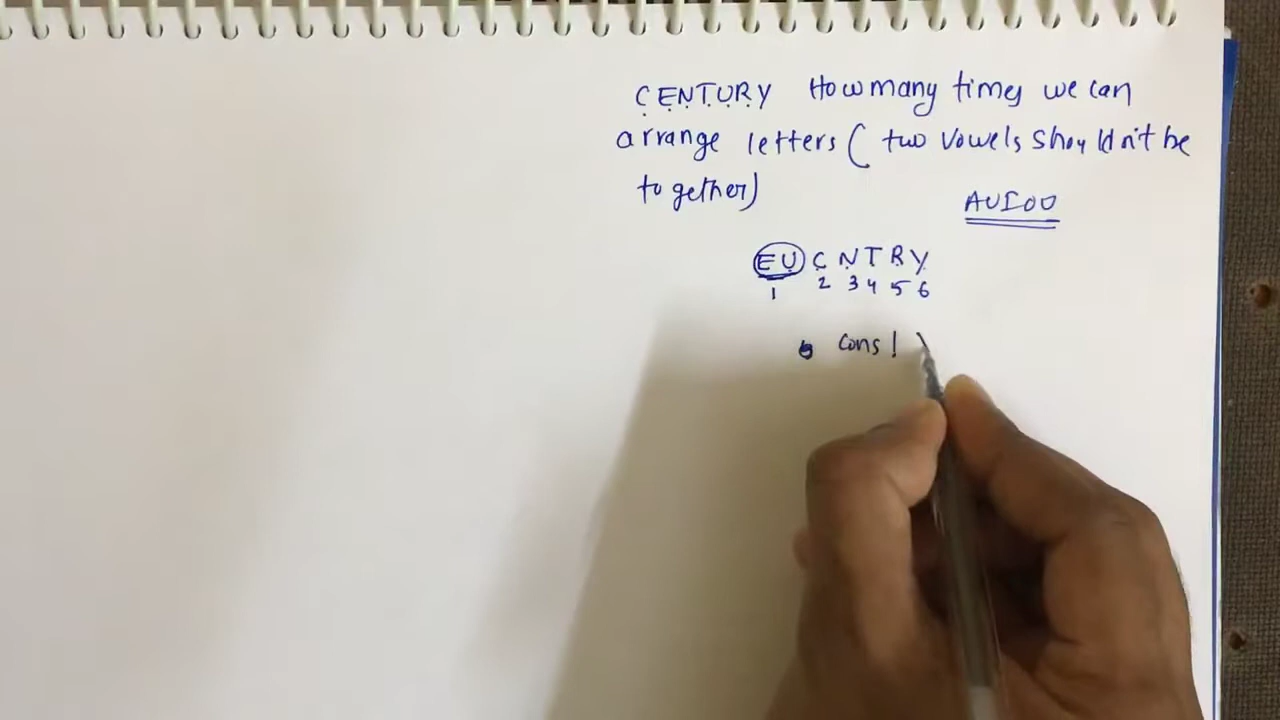 CENTURY How many times we can
arrange letters ( two vowels shouldn't be
together)
AUIOO
EU C N T R Y
1 2 3 4 5 6
cons !